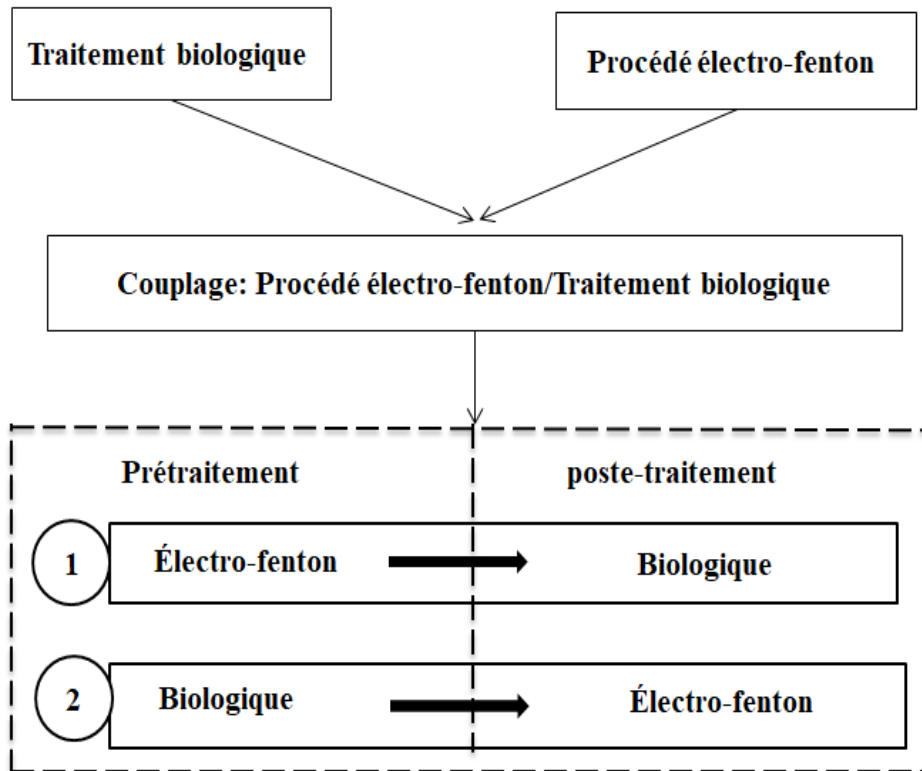 Traitement biologique
Procédé électro-fenton
Couplage: Procédé électro-fenton/Traitement biologique
Prétraitement
poste-traitement
1
Électro-fenton
Biologique
2
Biologique
Électro-fenton